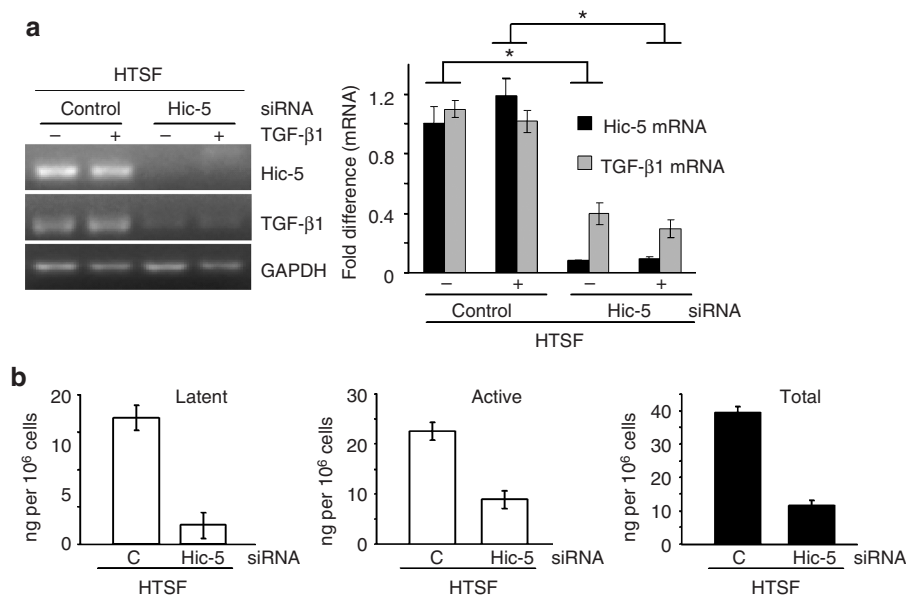 a
HTSF
Control Hic-5 siRNA
− + − + TGF-β1
Hic-5
TGF-β1
GAPDH
*
*
Fold difference (mRNA)
1.2
0.8
0.4
0
Hic-5 mRNA
TGF-β1 mRNA
− + − +
Control Hic-5 siRNA
HTSF
b
Latent
ng per 10⁶ cells
20
10
5
0
C Hic-5 siRNA
HTSF
Active
ng per 10⁶ cells
30
20
10
0
C Hic-5 siRNA
HTSF
Total
ng per 10⁶ cells
40
30
20
10
0
C Hic-5 siRNA
HTSF